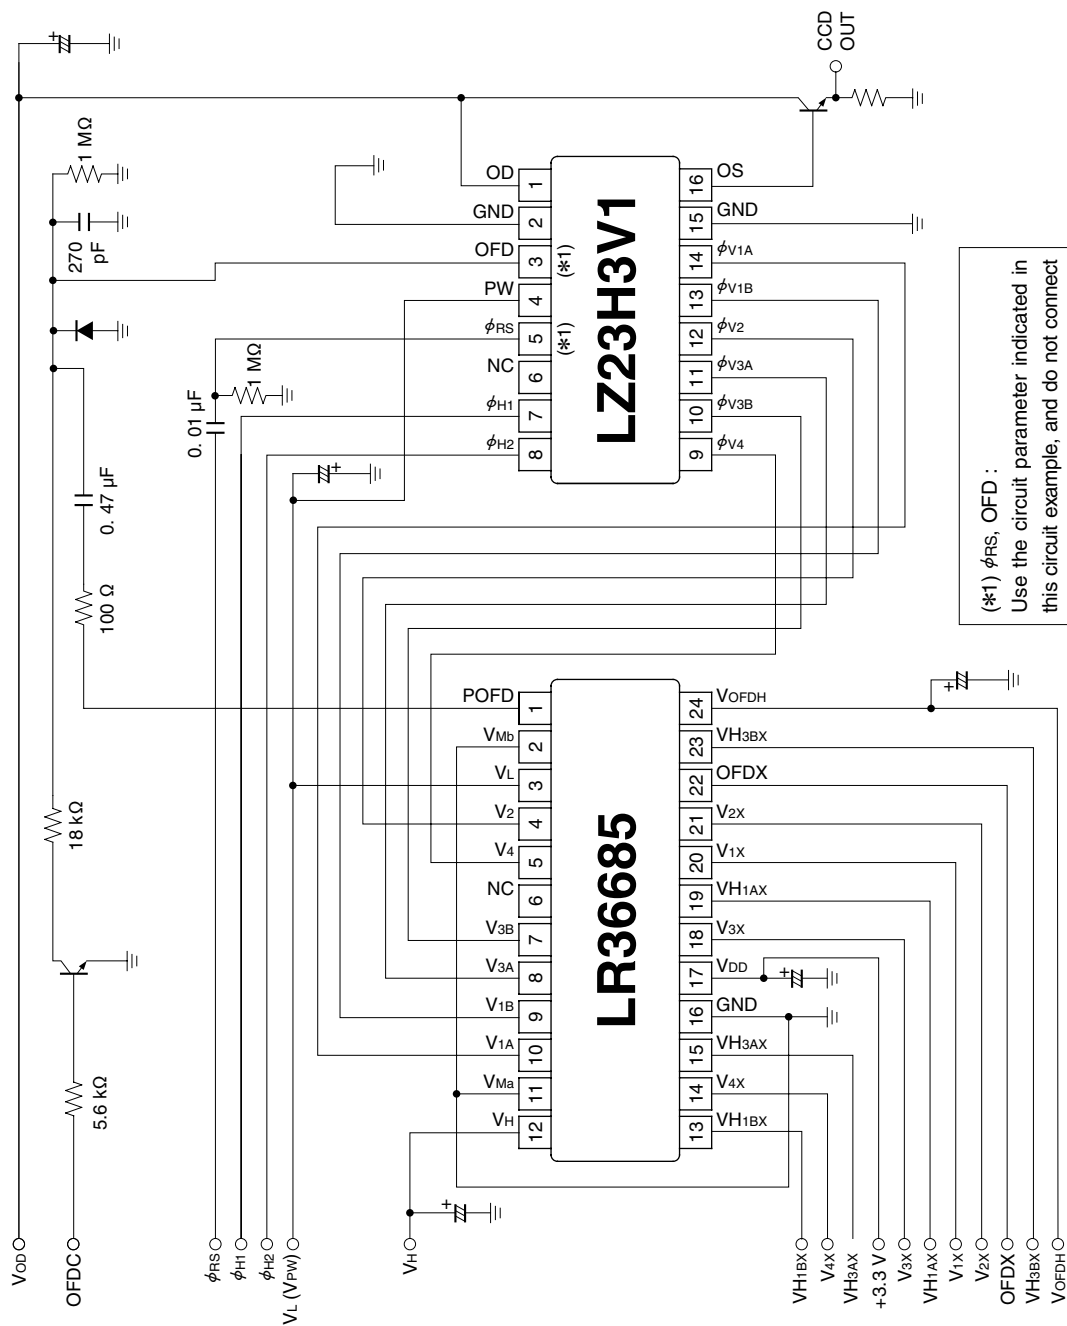 VOD
OFDC
ϕRS
ϕH1
ϕH2
VL (VPW)
VH
VH1BX
V4X
VH3AX
+3.3 V
V3X
VH1AX
V1X
V2X
OFDX
VH3BX
VOFDH
5.6 kΩ
18 kΩ
100 Ω
0.47 µF
0.01 µF
1 MΩ
270
pF
1 MΩ
+
+
+
+
+
LR36685
POFD
1
VMb
2
VL
3
V2
4
V4
5
NC
6
V3B
7
V3A
8
V1B
9
V1A
10
VMa
11
VH
12
13
VH1BX
14
V4X
15
VH3AX
16
GND
17
VDD
18
V3X
19
VH1AX
20
V1X
21
V2X
22
OFDX
23
VH3BX
24
VOFDH
LZ23H3V1
OD
1
GND
2
OFD
3
(*1)
PW
4
ϕRS
5
(*1)
NC
6
ϕH1
7
ϕH2
8
9
ϕV4
10
ϕV3B
11
ϕV3A
12
ϕV2
13
ϕV1B
14
ϕV1A
15
GND
16
OS
CCD
OUT
(*1) ϕRS, OFD :
Use the circuit parameter indicated in
this circuit example, and do not connect